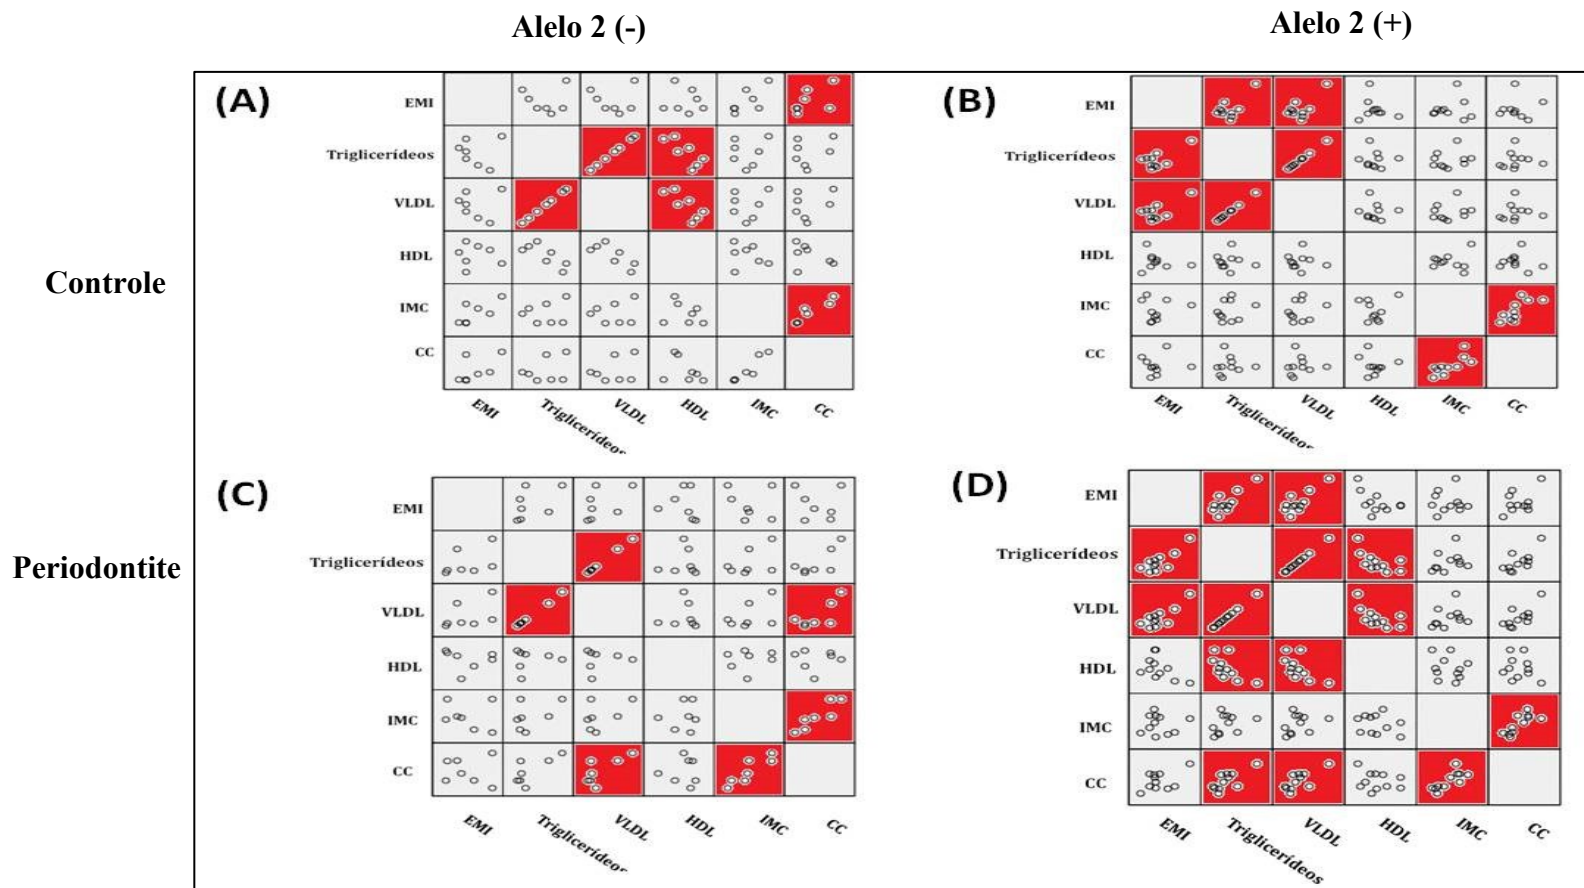 Alelo 2 (-)
Alelo 2 (+)
Controle
Periodontite
(A)
EMI
Triglicerídeos
VLDL
HDL
IMC
CC
EMI
Triglicerídeos
VLDL
HDL
IMC
CC
(B)
EMI
Triglicerídeos
VLDL
HDL
IMC
CC
EMI
Triglicerídeos
VLDL
HDL
IMC
CC
(C)
EMI
Triglicerídeos
VLDL
HDL
IMC
CC
EMI
Triglicerídeos
VLDL
HDL
IMC
CC
(D)
EMI
Triglicerídeos
VLDL
HDL
IMC
CC
EMI
Triglicerídeos
VLDL
HDL
IMC
CC